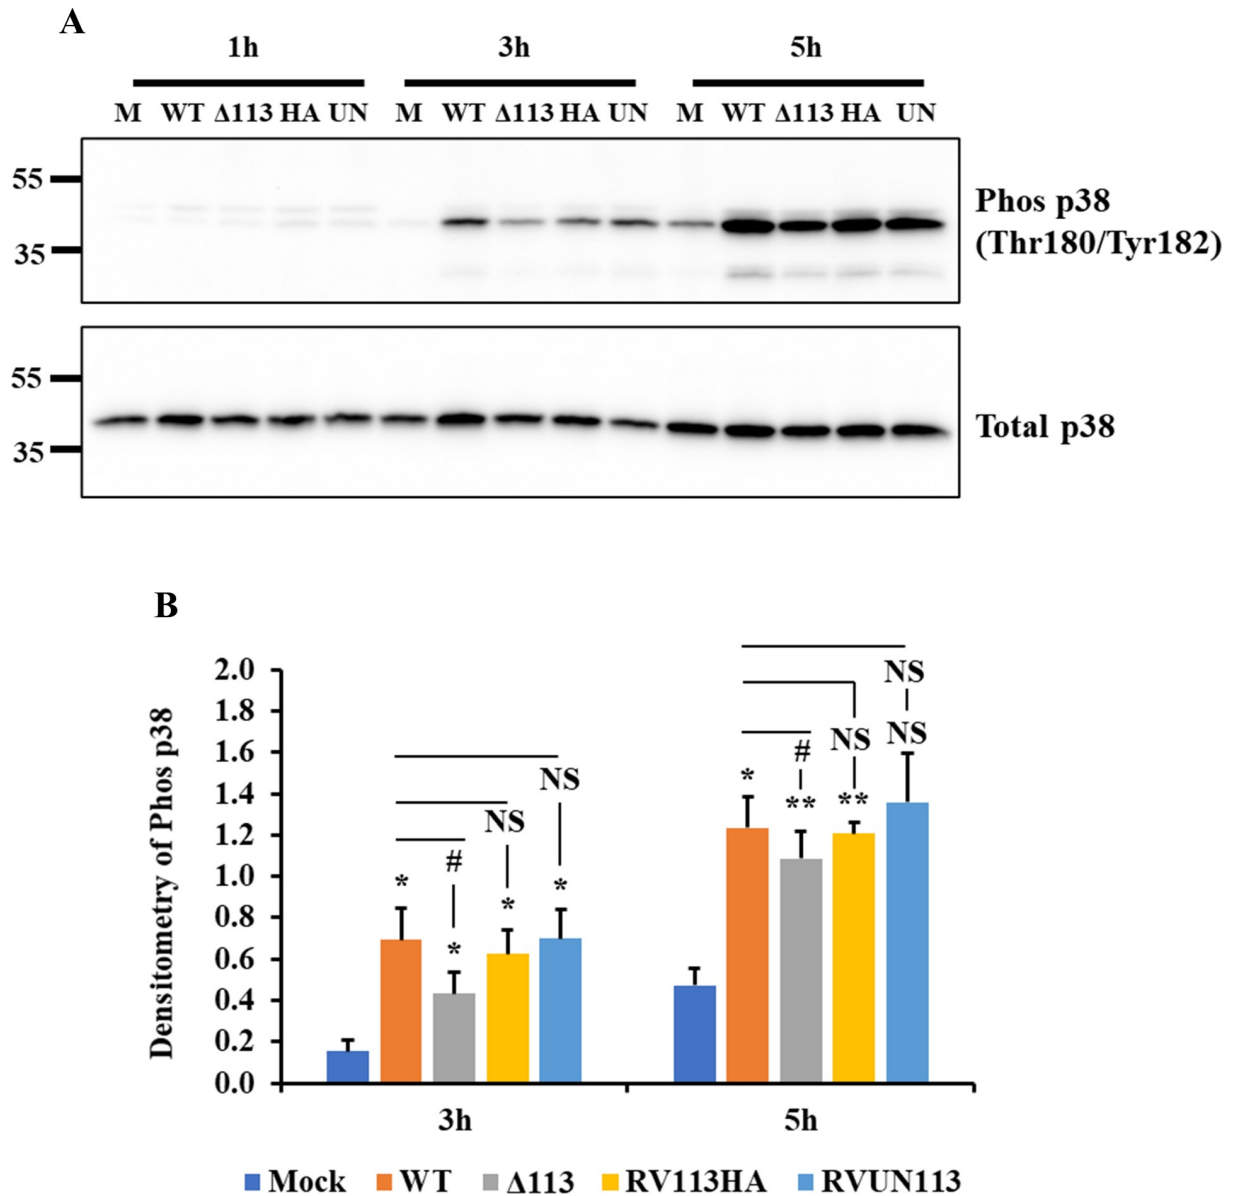 A
1h 3h 5h
M WT Δ113 HA UN M WT Δ113 HA UN M WT Δ113 HA UN
55
Phos p38
(Thr180/Tyr182)
35
55
Total p38
35
B
Densitometry of Phos p38
2.0
1.8
1.6
1.4
1.2
1.0
0.8
0.6
0.4
0.2
0.0
NS
NS
#
*
*
*
*
NS
NS
NS
#
*
**
**
3h 5h
Mock WT Δ113 RV113HA RVUN113